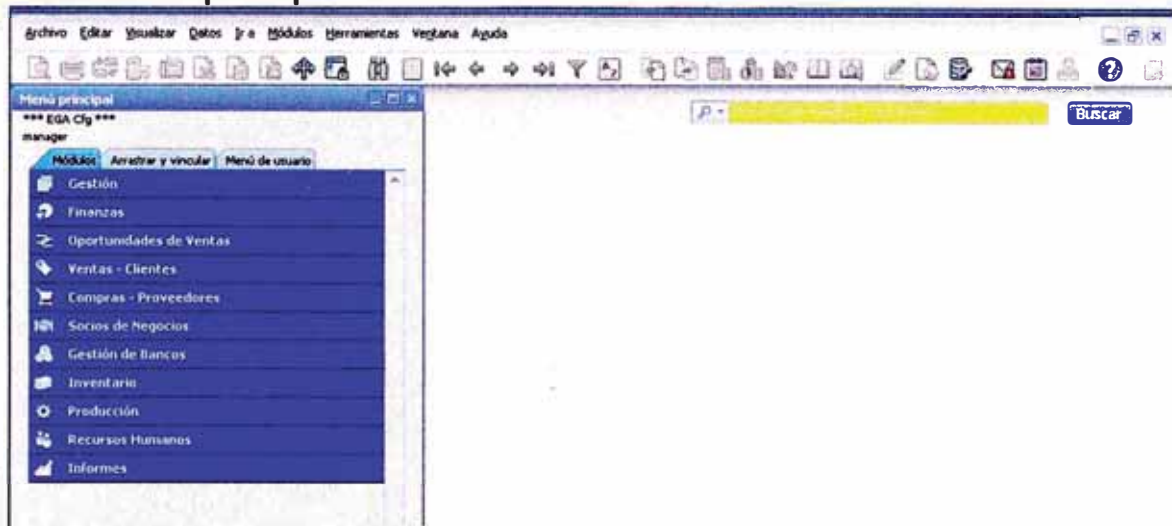 Archivo Editar Visualizar Datos Ir a Módulos Herramientas Ventana Ayuda
Menú principal
*** EGA Cfg ***
manager
Módulos Arrastrar y vincular Menú de usuario
Buscar
Gestión
Finanzas
Oportunidades de Ventas
Ventas - Clientes
Compras - Proveedores
Socios de Negocios
Gestión de Bancos
Inventario
Producción
Recursos Humanos
Informes